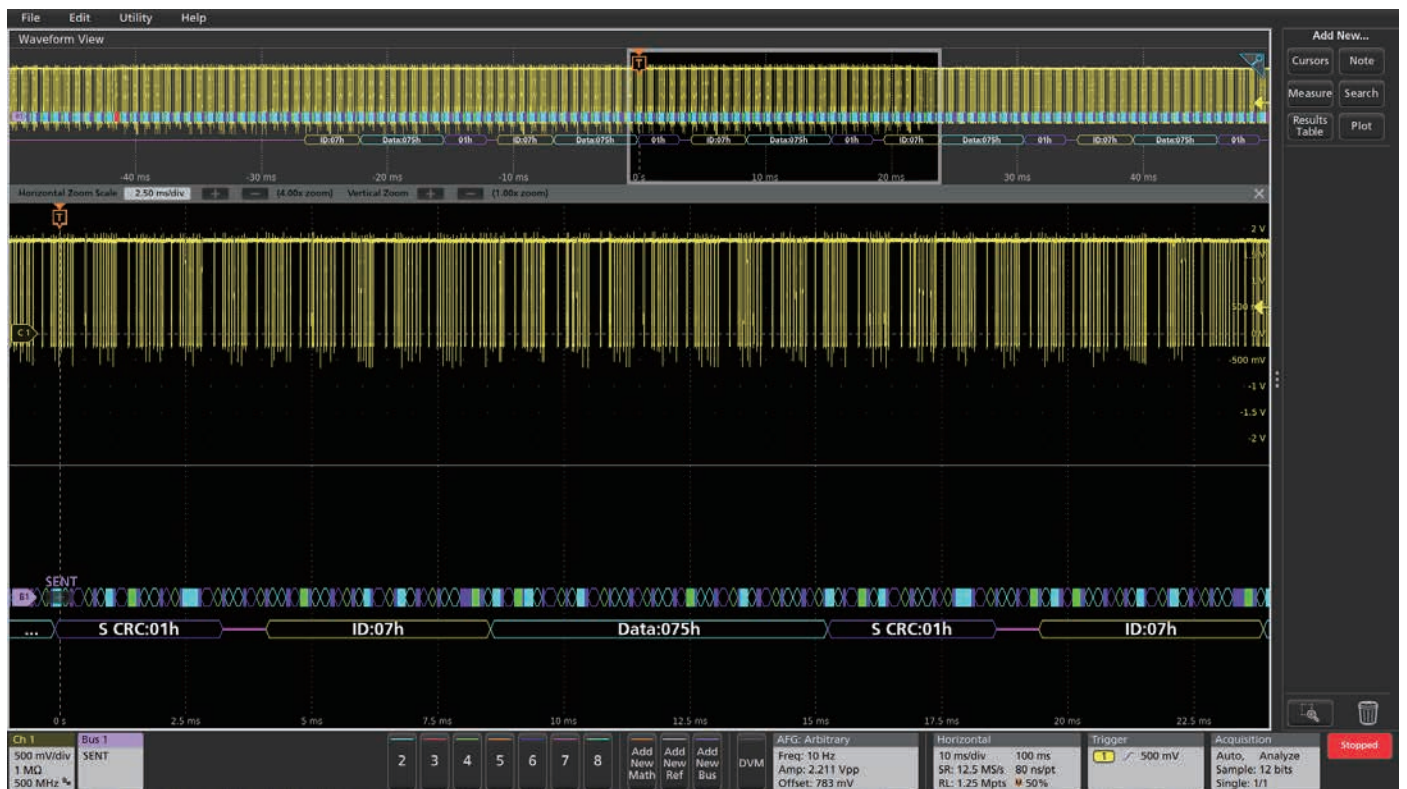 File Edit Utility Help
Waveform View
Add New...
Cursors Note
Measure Search
Results Table Plot
T
ID:07h Data:075h 01h ID:07h Data:075h 01h ID:07h Data:075h 01h ID:07h Data:075h 01h ID:07h Data:075h 01h
-40 ms -30 ms -20 ms -10 ms 0 s 10 ms 20 ms 30 ms 40 ms
Horizontal Zoom Scale 2.50 ms/div + - (4.00x zoom) Vertical Zoom + - (1.00x zoom)
T
2 V
1 V
C1
0 V
-500 mV
-1 V
-1.5 V
-2 V
SENT
B1
... S CRC:01h ID:07h Data:075h S CRC:01h ID:07h
0 s 2.5 ms 5 ms 7.5 ms 10 ms 12.5 ms 15 ms 17.5 ms 20 ms 22.5 ms
Ch 1
500 mV/div
1 MΩ
500 MHz
Bus 1
SENT
2 3 4 5 6 7 8
Add New Math
Add New Ref
Add New Bus
DVM
AFG: Arbitrary
Freq: 10 Hz
Amp: 2.211 Vpp
Offset: 783 mV
Horizontal
10 ms/div 100 ms
SR: 12.5 MS/s 80 ns/pt
RL: 1.25 Mpts 50%
Trigger
1 500 mV
Acquisition
Auto, Analyze
Sample: 12 bits
Single: 1/1
Stopped